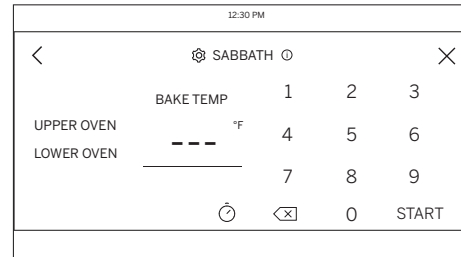 12:30 PM
SABBATH
BAKE TEMP
UPPER OVEN
LOWER OVEN
--- °F
1 2 3
4 5 6
7 8 9
0 START